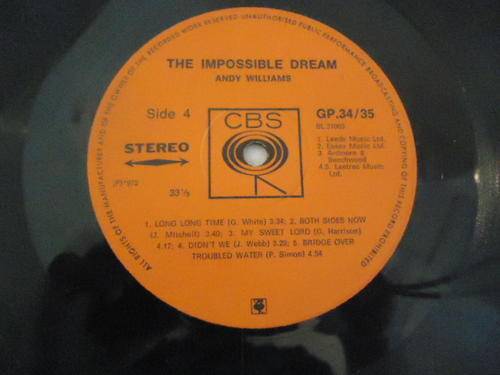 ALL RIGHTS OF THE MANUFACTURER AND OF THE OWNER OF THE RECORDED WORK RESERVED UNAUTHORISED PUBLIC PERFORMANCE BROADCASTING AND COPYING OF THIS RECORD PROHIBITED
THE IMPOSSIBLE DREAM
ANDY WILLIAMS
Side 4
CBS
GP.34/35
1. Leeds Music Ltd.
2. Essex Music Ltd.
3. Ardmore &
Beechwood
Music
Ltd.
STEREO
33⅓
1. LONG LONG TIME (G. White) 3.34; 2. BOTH SIDES NOW
(J. Mitchell) 3.40; 3. MY SWEET LORD (G. Harrison)
4.17; 4. DIDN'T WE (J. Webb) 3.29; 5. BRIDGE OVER
TROUBLED WATER (P. Simon) 4.54